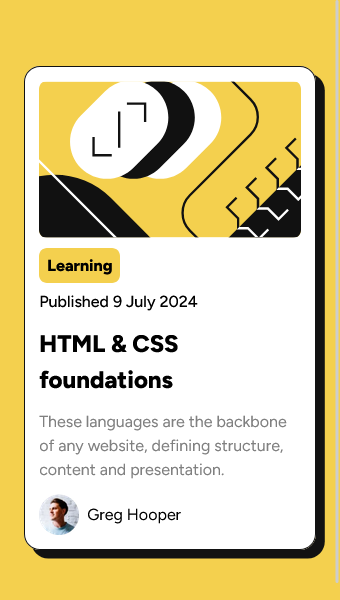 Learning
Published 9 July 2024
HTML & CSS
foundations
These languages are the backbone
of any website, defining structure,
content and presentation.
Greg Hooper